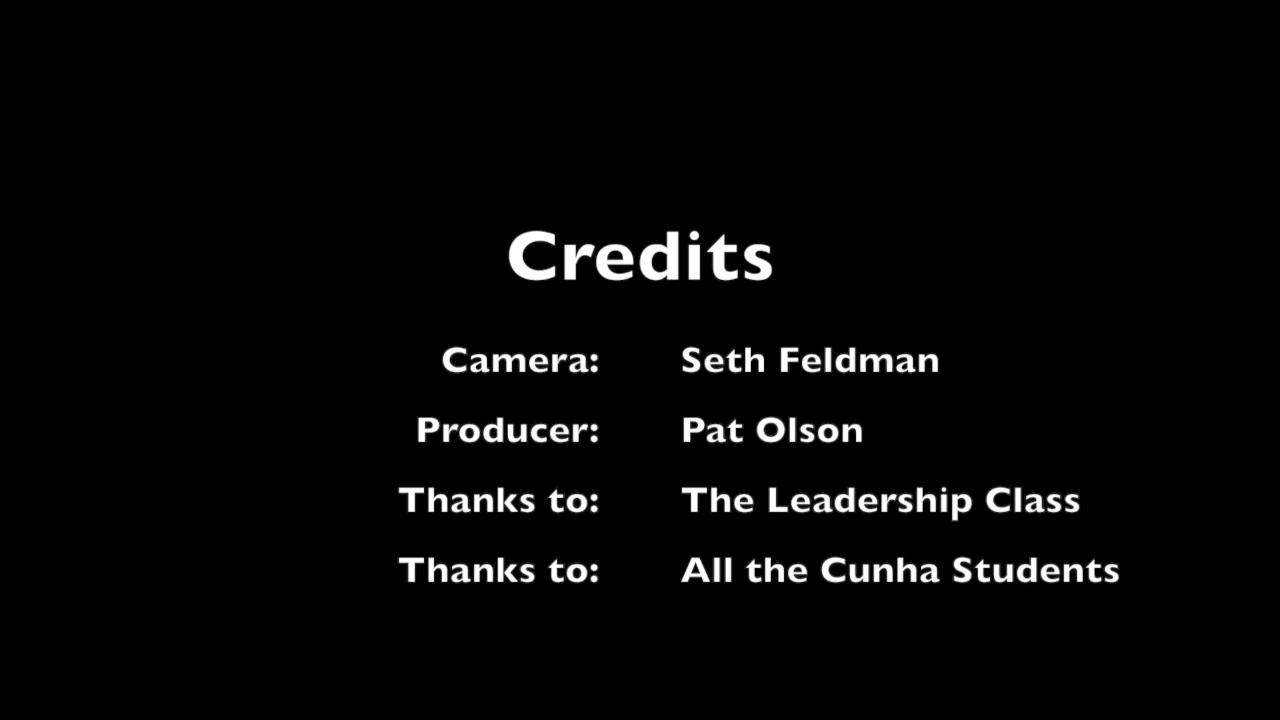 Credits
Camera: Seth Feldman
Producer: Pat Olson
Thanks to: The Leadership Class
Thanks to: All the Cunha Students